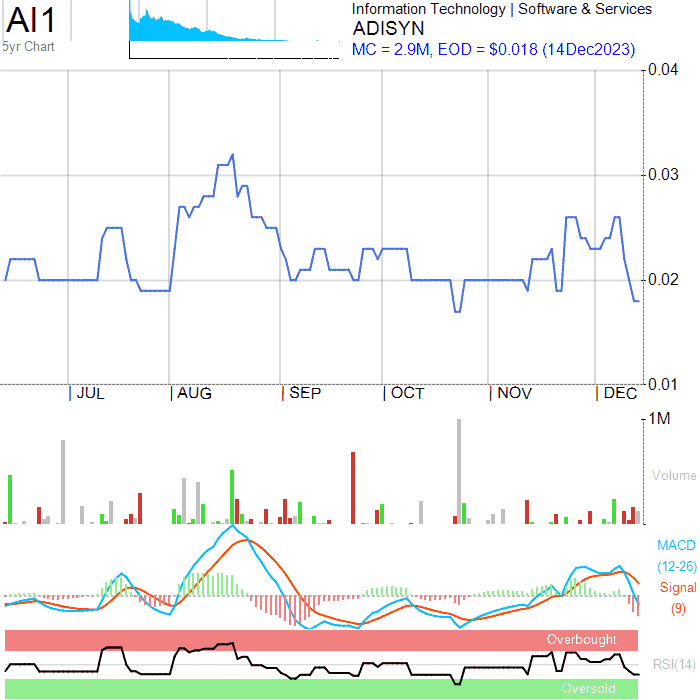 AI1
5yr Chart
Information Technology | Software & Services
ADISYN
MC = 2.9M, EOD = $0.018 (14Dec2023)
0.04
0.03
0.02
0.01
| JUL | AUG | SEP | OCT | NOV | DEC
1M
Volume
MACD
(12-26)
Signal
(9)
Overbought
RSI(14)
Oversold